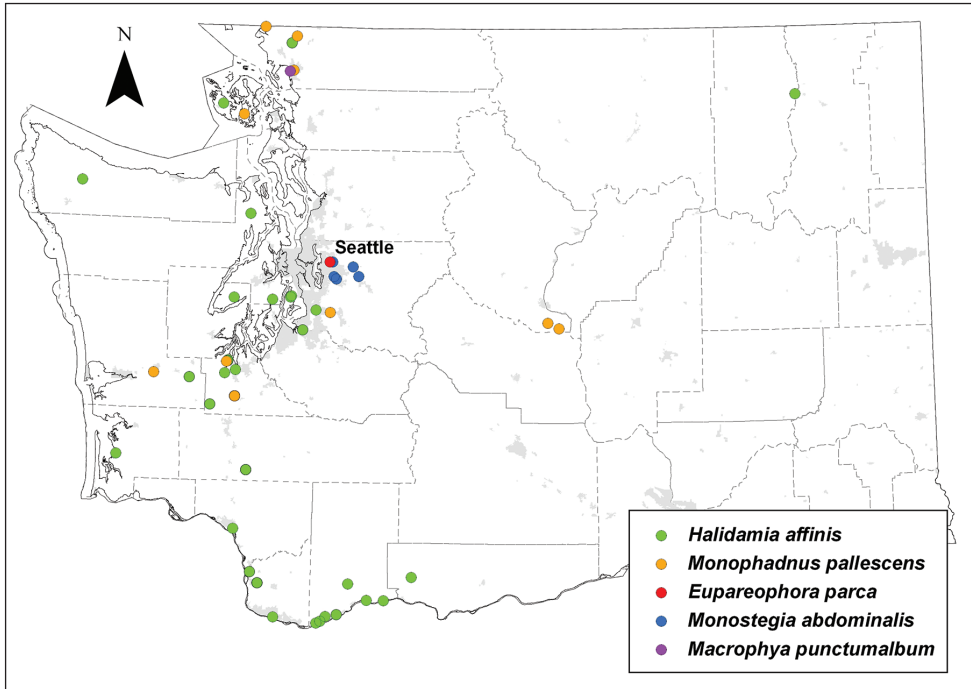 N
Seattle
Halidamia affinis
Monophadnus pallescens
Eupareophora parca
Monostegia abdominalis
Macrophya punctumalbum